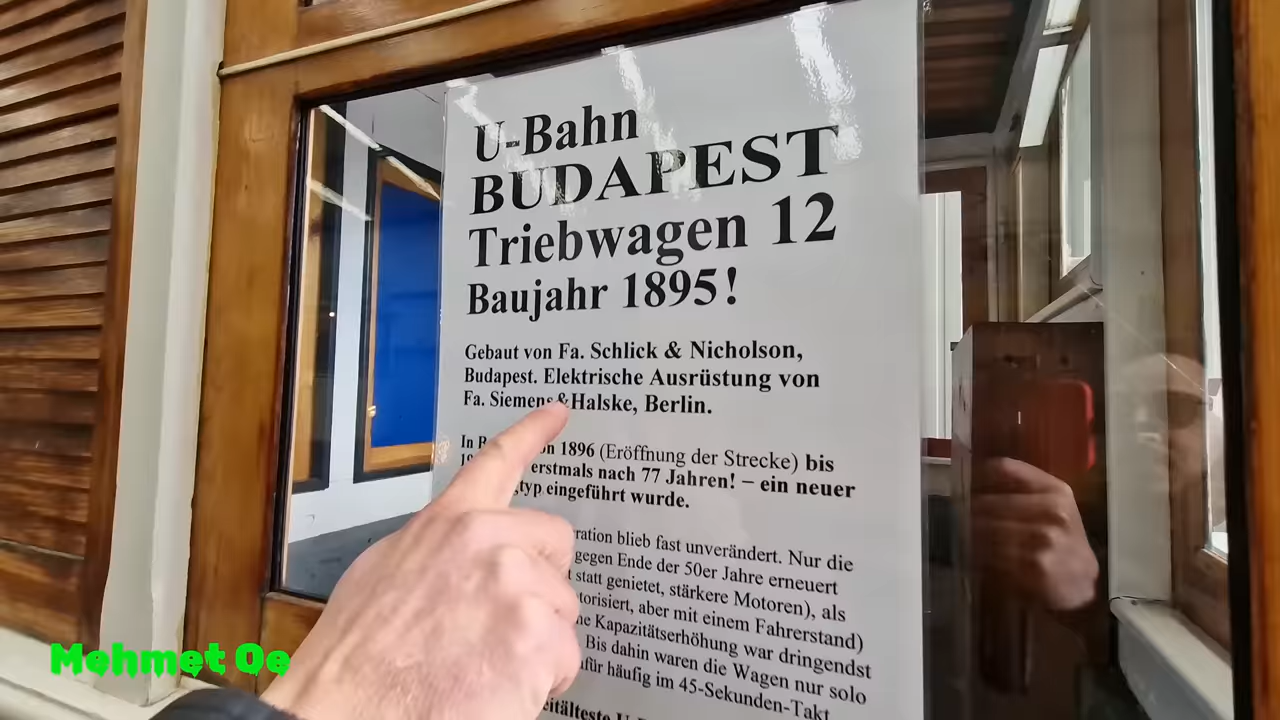 U-Bahn
BUDAPEST
Triebwagen 12
Baujahr 1895!
Gebaut von Fa. Schlick & Nicholson,
Budapest. Elektrische Ausrüstung von
Fa. Siemens&Halske, Berlin.
In 1896 (Eröffnung der Strecke) bis
erstmals nach 77 Jahren! – ein neuer
eingeführt wurde.
blieb fast unverändert. Nur die
gegen Ende der 50er Jahre erneuert
statt genietet, stärkere Motoren), als
aber mit einem Fahrerstand)
Kapazitätserhöhung war dringendst
Bis dahin waren die Wagen nur solo
häufig im 45-Sekunden-Takt
Mehmet Oe